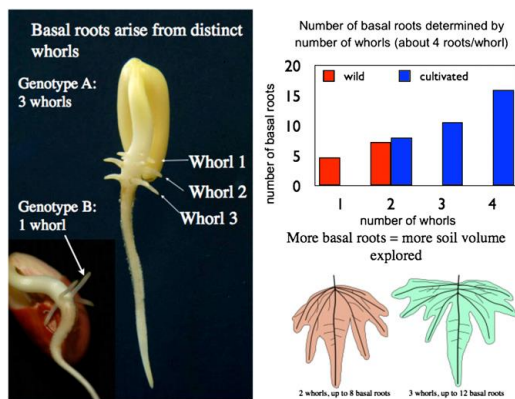 Basal roots arise from distinct
whorls
Genotype A:
3 whorls
Whorl 1
Whorl 2
Whorl 3
Genotype B:
1 whorl
Number of basal roots determined by
number of whorls (about 4 roots/whorl)
wild
cultivated
number of basal roots
20
15
10
5
0
1 2 3 4
number of whorls
More basal roots = more soil volume
explored
2 whorls, up to 8 basal roots
3 whorls, up to 12 basal roots